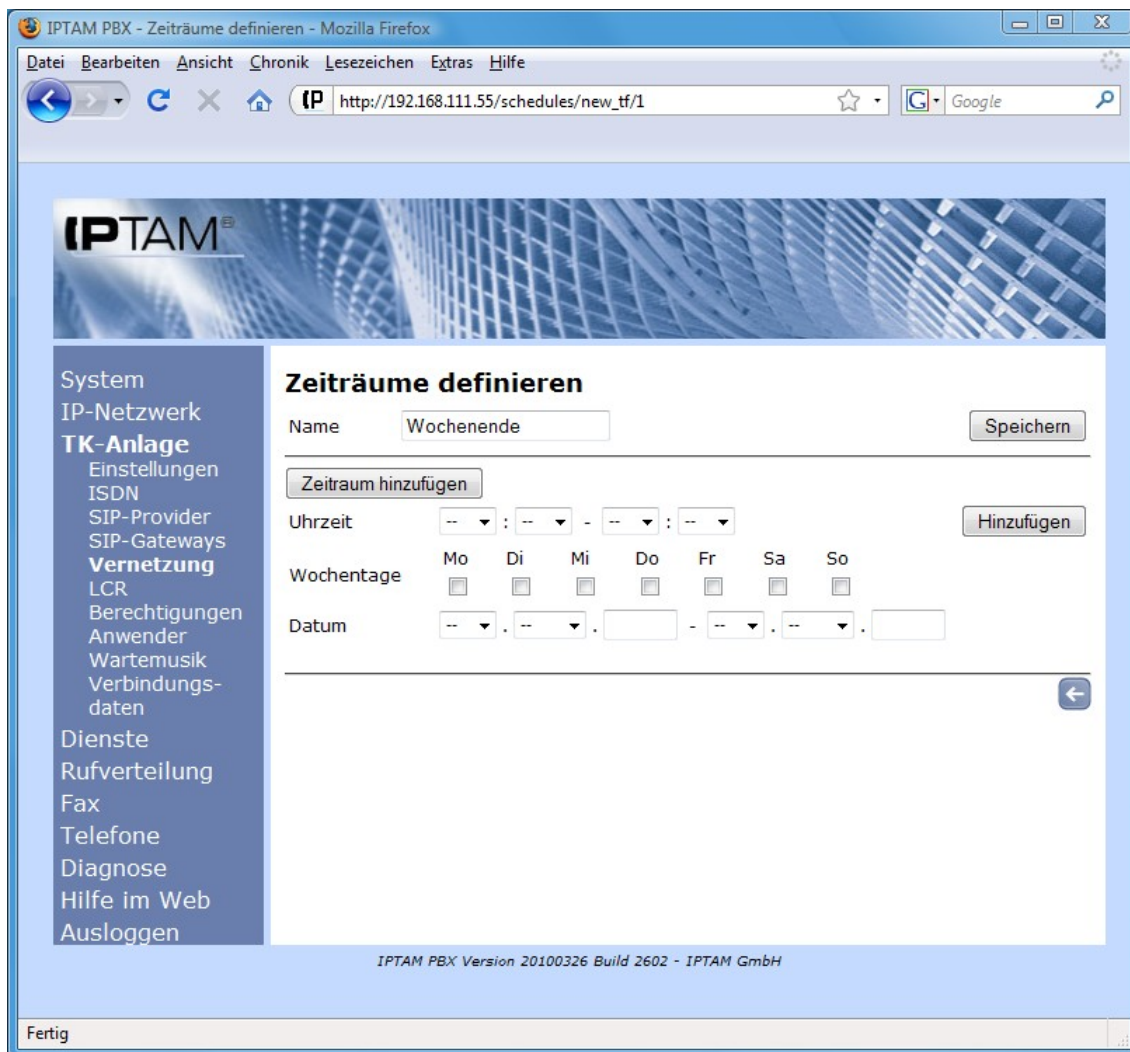 IPTAM PBX - Zeiträume definieren - Mozilla Firefox
Datei Bearbeiten Ansicht Chronik Lesezeichen Extras Hilfe
http://192.168.111.55/schedules/new_tf/1
Google
IPTAM®
System
IP-Netzwerk
TK-Anlage
Einstellungen
ISDN
SIP-Provider
SIP-Gateways
Vernetzung
LCR
Berechtigungen
Anwender
Wartemusik
Verbindungs-
daten
Dienste
Rufverteilung
Fax
Telefone
Diagnose
Hilfe im Web
Ausloggen
Zeiträume definieren
Name Wochenende Speichern
Zeitraum hinzufügen
Uhrzeit -- : -- - -- : -- Hinzufügen
Mo Di Mi Do Fr Sa So
Wochentage
Datum -- . -- . - -- . -- .
IPTAM PBX Version 20100326 Build 2602 - IPTAM GmbH
Fertig